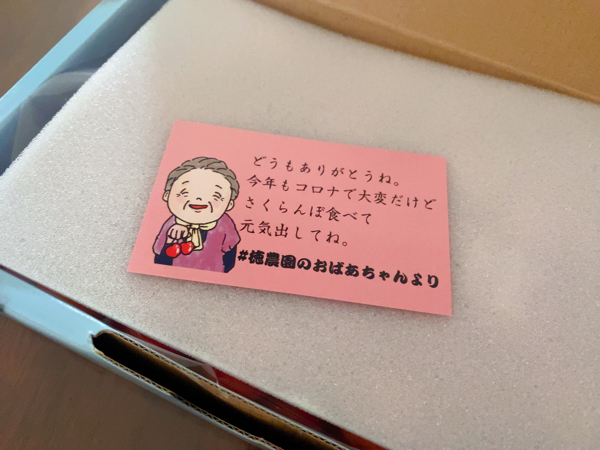 どうもありがとうね。
今年もコロナで大変だけど
さくらんぼ食べて
元気出してね。
#徳農園のおばあちゃんより